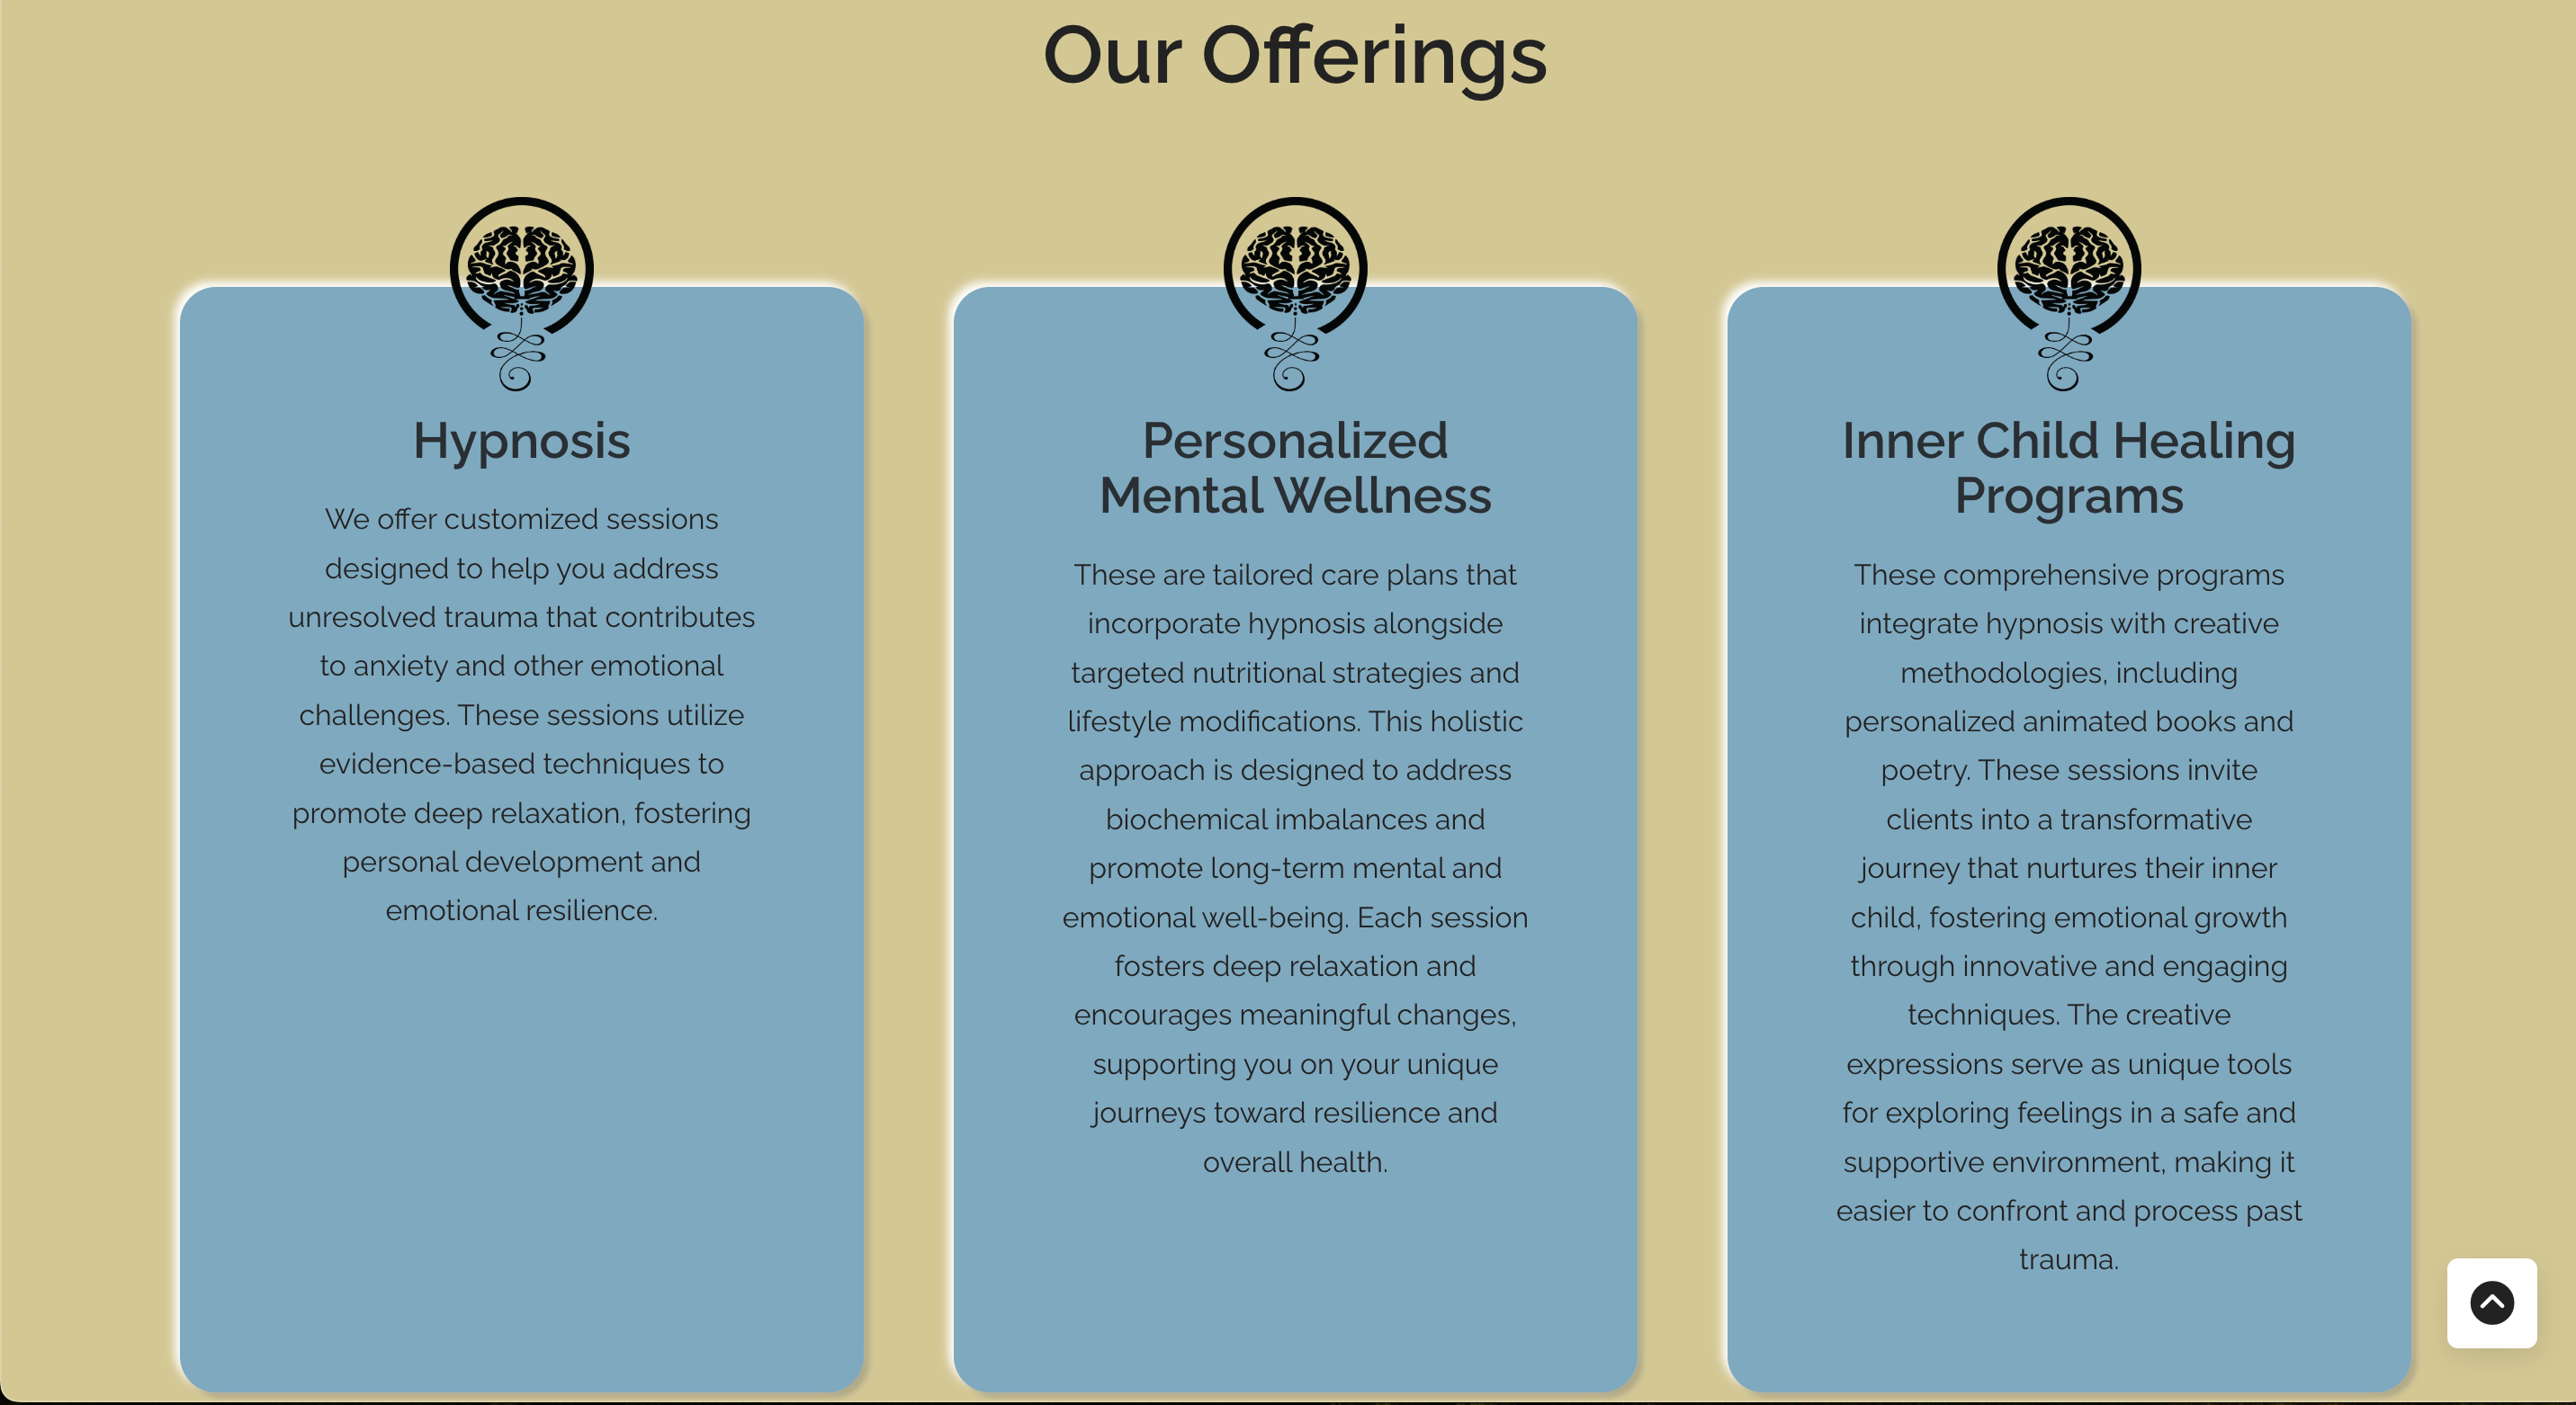 Our Offerings
Hypnosis
We offer customized sessions
designed to help you address
unresolved trauma that contributes
to anxiety and other emotional
challenges. These sessions utilize
evidence-based techniques to
promote deep relaxation, fostering
personal development and
emotional resilience.
Personalized
Mental Wellness
These are tailored care plans that
incorporate hypnosis alongside
targeted nutritional strategies and
lifestyle modifications. This holistic
approach is designed to address
biochemical imbalances and
promote long-term mental and
emotional well-being. Each session
fosters deep relaxation and
encourages meaningful changes,
supporting you on your unique
journeys toward resilience and
overall health.
Inner Child Healing
Programs
These comprehensive programs
integrate hypnosis with creative
methodologies, including
personalized animated books and
poetry. These sessions invite
clients into a transformative
journey that nurtures their inner
child, fostering emotional growth
through innovative and engaging
techniques. The creative
expressions serve as unique tools
for exploring feelings in a safe and
supportive environment, making it
easier to confront and process past
trauma.